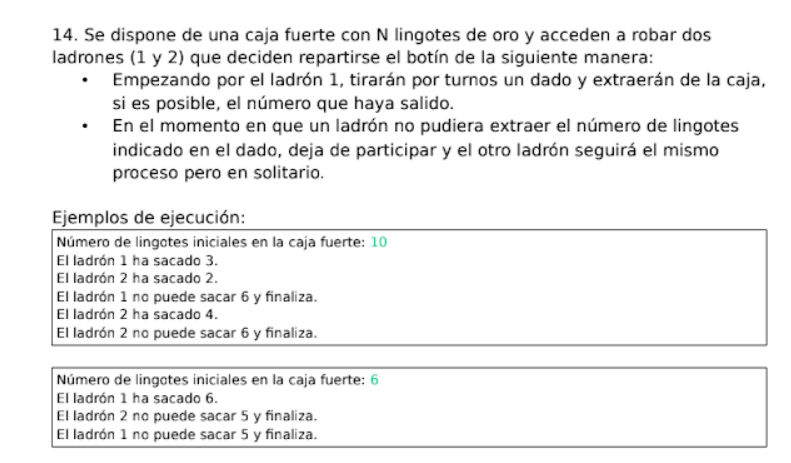 14. Se dispone de una caja fuerte con N lingotes de oro y acceden a robar dos
ladrones (1 y 2) que deciden repartirse el botín de la siguiente manera:
• Empezando por el ladrón 1, tirarán por turnos un dado y extraerán de la caja,
si es posible, el número que haya salido.
• En el momento en que un ladrón no pudiera extraer el número de lingotes
indicado en el dado, deja de participar y el otro ladrón seguirá el mismo
proceso pero en solitario.
Ejemplos de ejecución:
Número de lingotes iniciales en la caja fuerte: 10
El ladrón 1 ha sacado 3.
El ladrón 2 ha sacado 2.
El ladrón 1 no puede sacar 6 y finaliza.
El ladrón 2 ha sacado 4.
El ladrón 2 no puede sacar 6 y finaliza.
Número de lingotes iniciales en la caja fuerte: 6
El ladrón 1 ha sacado 6.
El ladrón 2 no puede sacar 5 y finaliza.
El ladrón 1 no puede sacar 5 y finaliza.